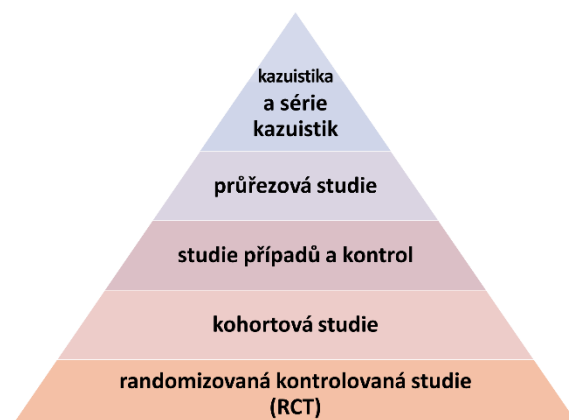 kazuistika
a série
kazuistik
průřezová studie
studie případů a kontrol
kohortová studie
randomizovaná kontrolovaná studie
(RCT)